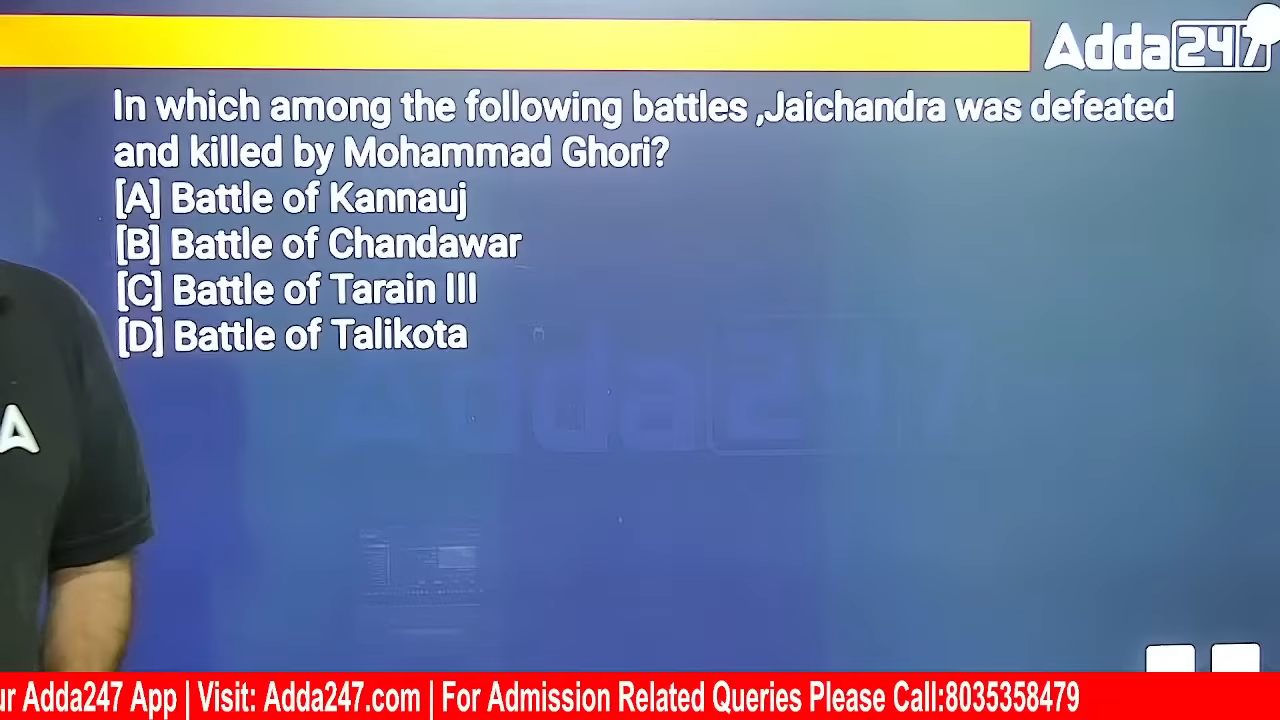 Adda247
In which among the following battles ,Jaichandra was defeated
and killed by Mohammad Ghori?
[A] Battle of Kannauj
[B] Battle of Chandawar
[C] Battle of Tarain III
[D] Battle of Talikota
Adda247
A
ur Adda247 App | Visit: Adda247.com | For Admission Related Queries Please Call:8035358479